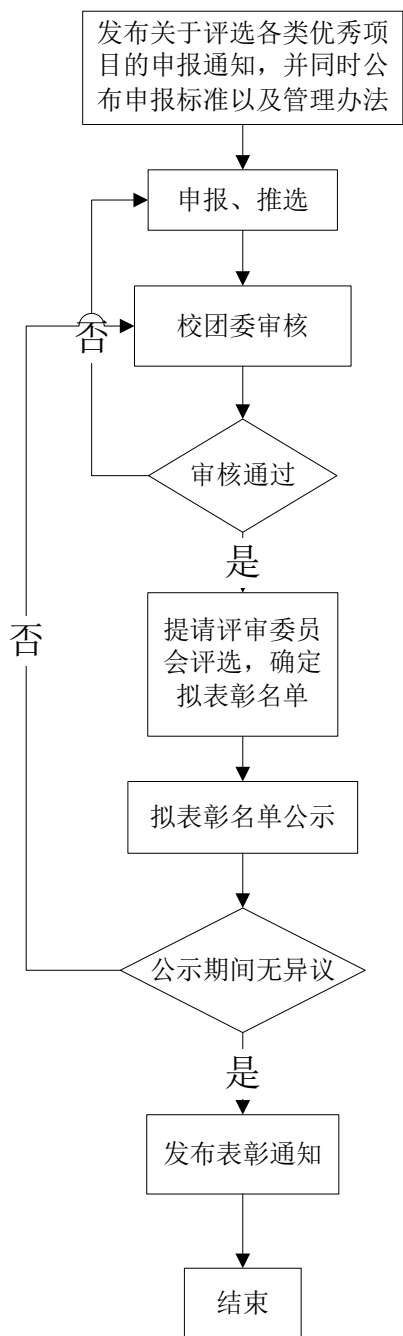 发布关于评选各类优秀项
目的申报通知，并同时公
布申报标准以及管理办法
申报、推选
校团委审核
否
审核通过
是
提请评审委员
会评选，确定
拟表彰名单
否
拟表彰名单公示
公示期间无异议
是
发布表彰通知
结束